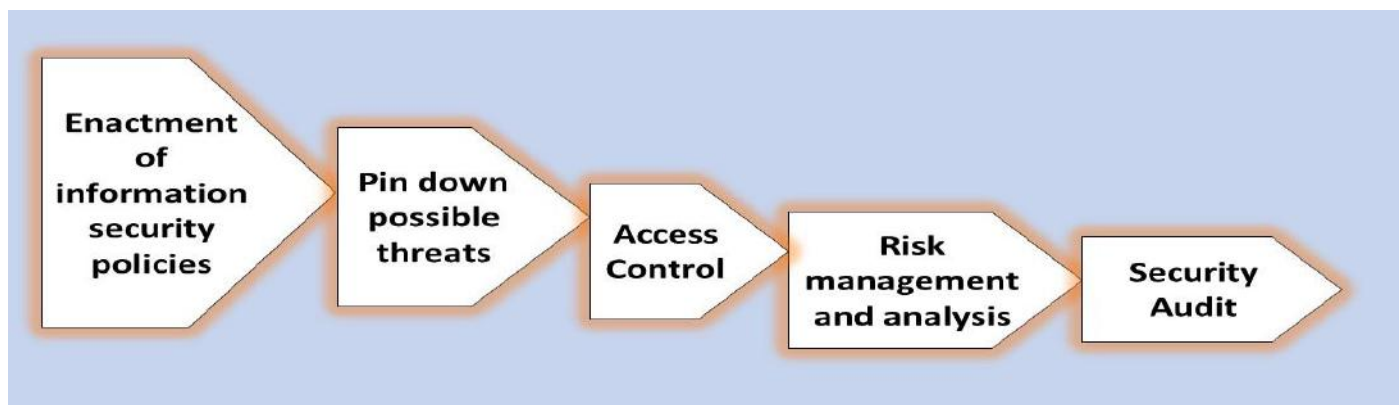 Enactment
of
information
security
policies
Pin down
possible
threats
Access
Control
Risk
management
and analysis
Security
Audit